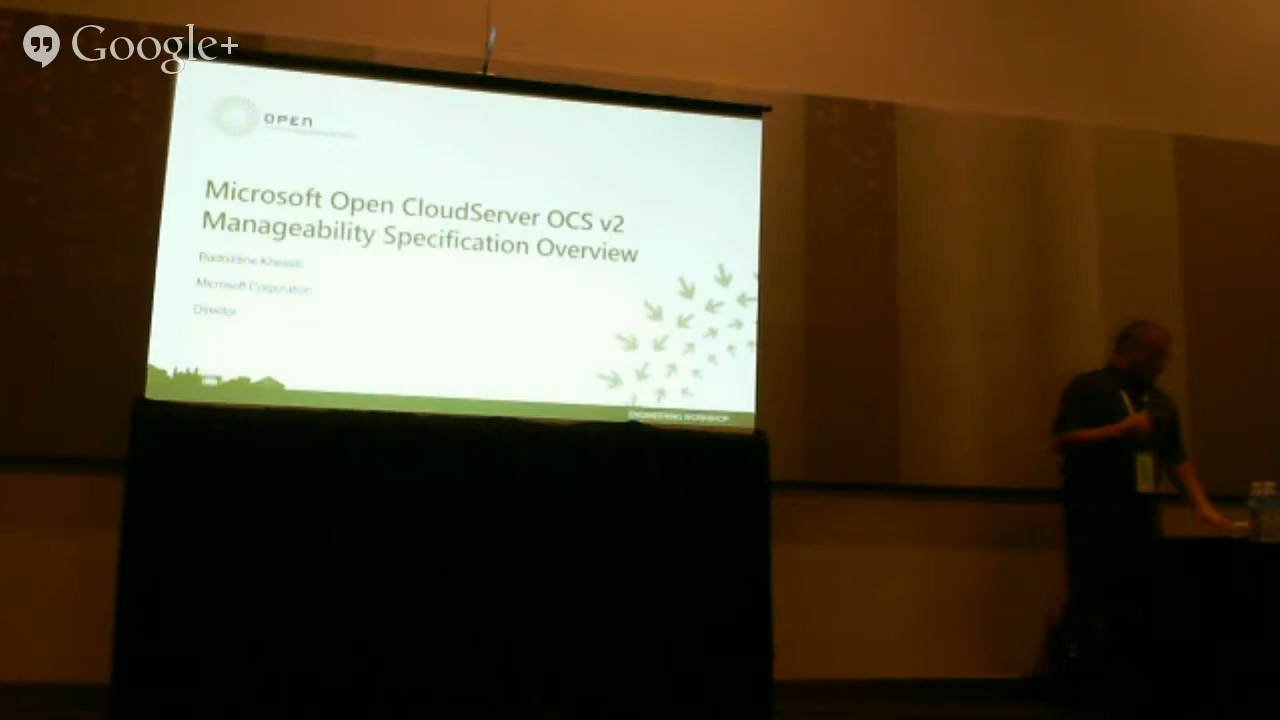 Google+
OPEN
Microsoft Open CloudServer OCS v2
Manageability Specification Overview
Microsoft Corporation
Director
ENGINEERING WORKSHOP